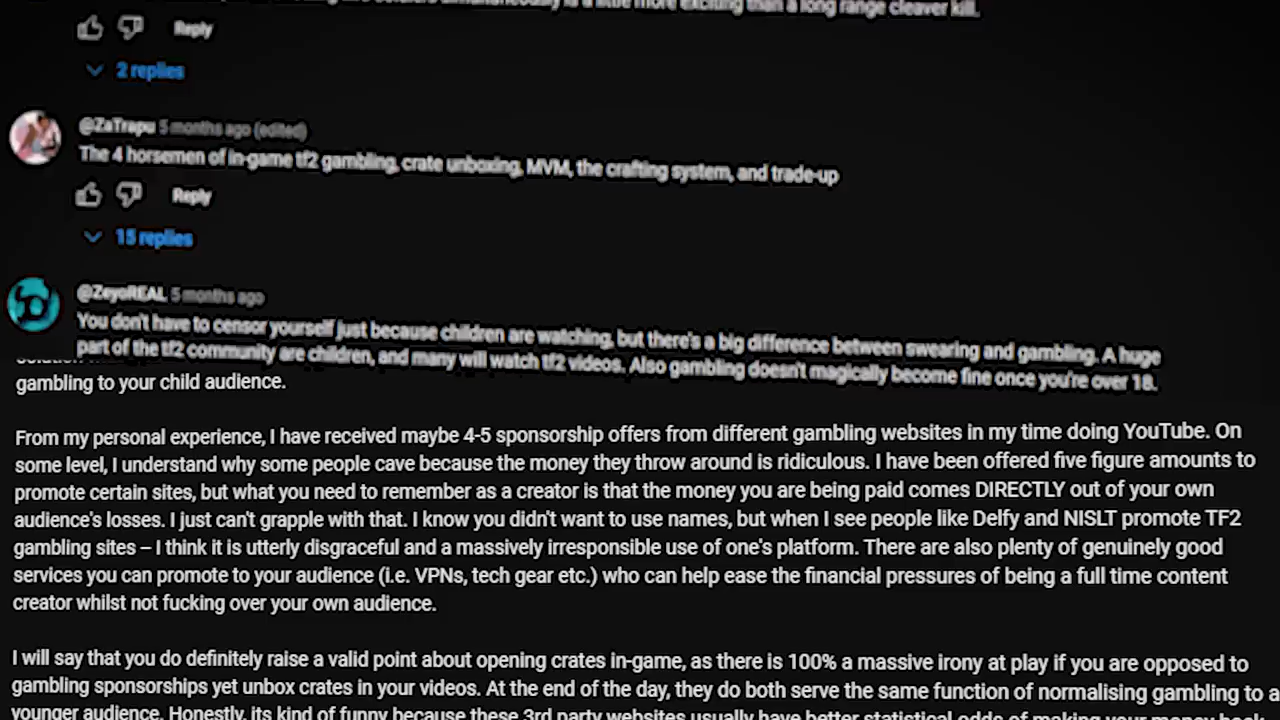 more exciting than a long range cleaver kill.
Reply
2 replies
@ZaTrapu 5 months ago (edited)
The 4 horsemen of in-game tf2 gambling, crate unboxing, MVM, the crafting system, and trade-up
Reply
15 replies
@ZeyoREAL 5 months ago
You don't have to censor yourself just because children are watching, but there's a big difference between swearing and gambling. A huge
part of the tf2 community are children, and many will watch tf2 videos. Also gambling doesn't magically become fine once you're over 18.
gambling to your child audience.
From my personal experience, I have received maybe 4-5 sponsorship offers from different gambling websites in my time doing YouTube. On
some level, I understand why some people cave because the money they throw around is ridiculous. I have been offered five figure amounts to
promote certain sites, but what you need to remember as a creator is that the money you are being paid comes DIRECTLY out of your own
audience's losses. I just can't grapple with that. I know you didn't want to use names, but when I see people like Delfy and NISLT promote TF2
gambling sites – I think it is utterly disgraceful and a massively irresponsible use of one's platform. There are also plenty of genuinely good
services you can promote to your audience (i.e. VPNs, tech gear etc.) who can help ease the financial pressures of being a full time content
creator whilst not fucking over your own audience.
I will say that you do definitely raise a valid point about opening crates in-game, as there is 100% a massive irony at play if you are opposed to
gambling sponsorships yet unbox crates in your videos. At the end of the day, they do both serve the same function of normalising gambling to a
younger audience. Honestly, its kind of funny because these 3rd party websites usually have better statistical odds of making your money back